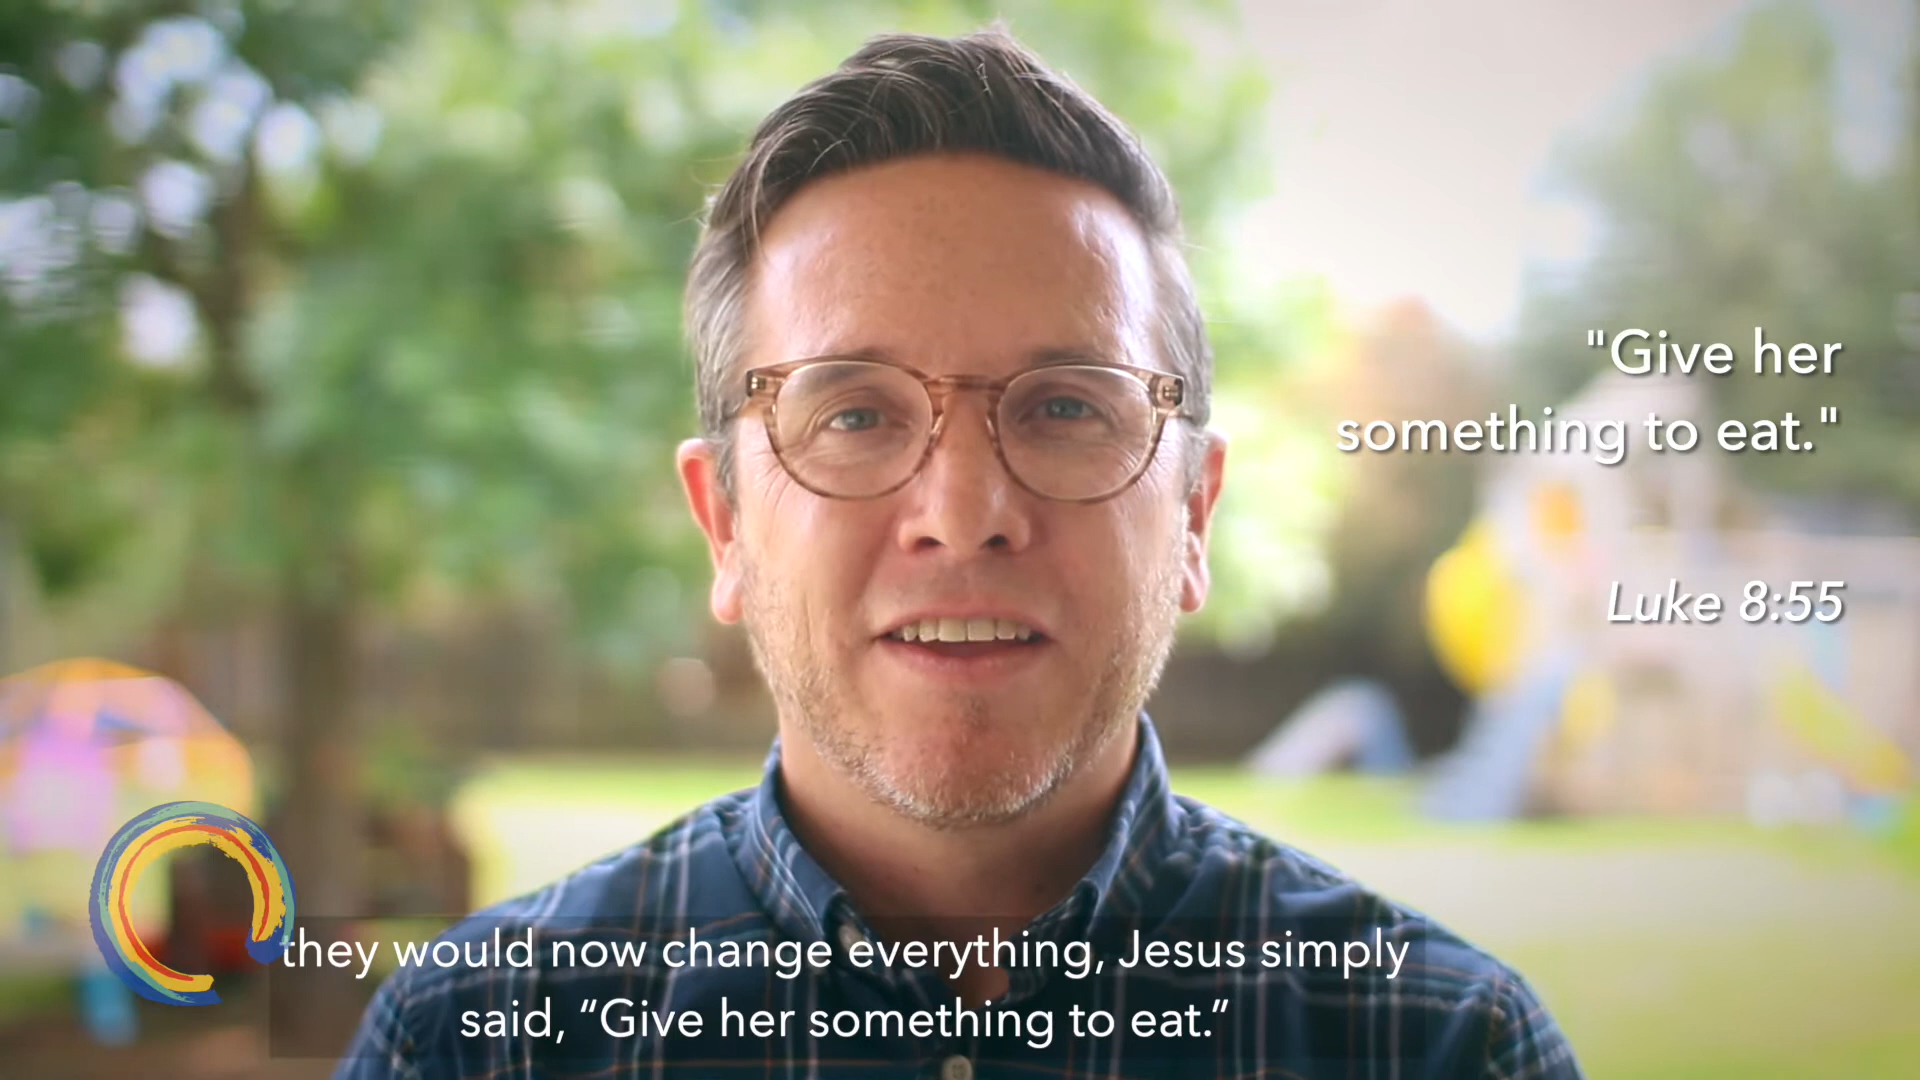 "Give her
something to eat."
Luke 8:55
they would now change everything, Jesus simply
said, “Give her something to eat.”